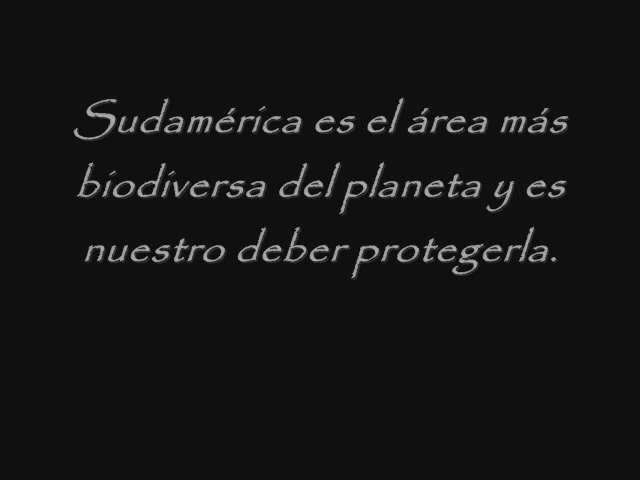 Sudamérica es el área más
biodiversa del planeta y es
nuestro deber protegerla.